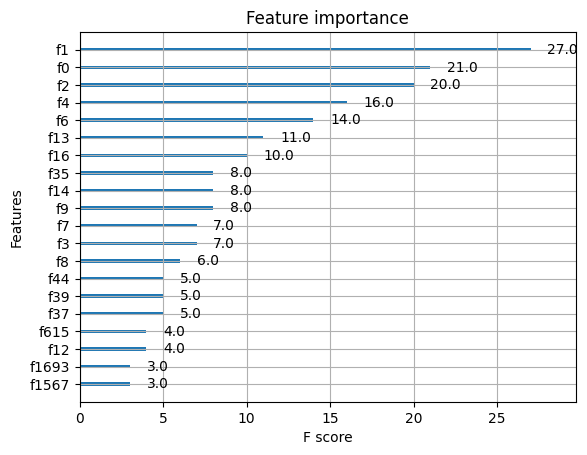 Feature importance
f1 27.0
f0 21.0
f2 20.0
f4 16.0
f6 14.0
f13 11.0
f16 10.0
f35 8.0
f14 8.0
f9 8.0
f7 7.0
f3 7.0
f8 6.0
f44 5.0
f39 5.0
f37 5.0
f615 4.0
f12 4.0
f1693 3.0
f1567 3.0
0 5 10 15 20 25
F score
Features